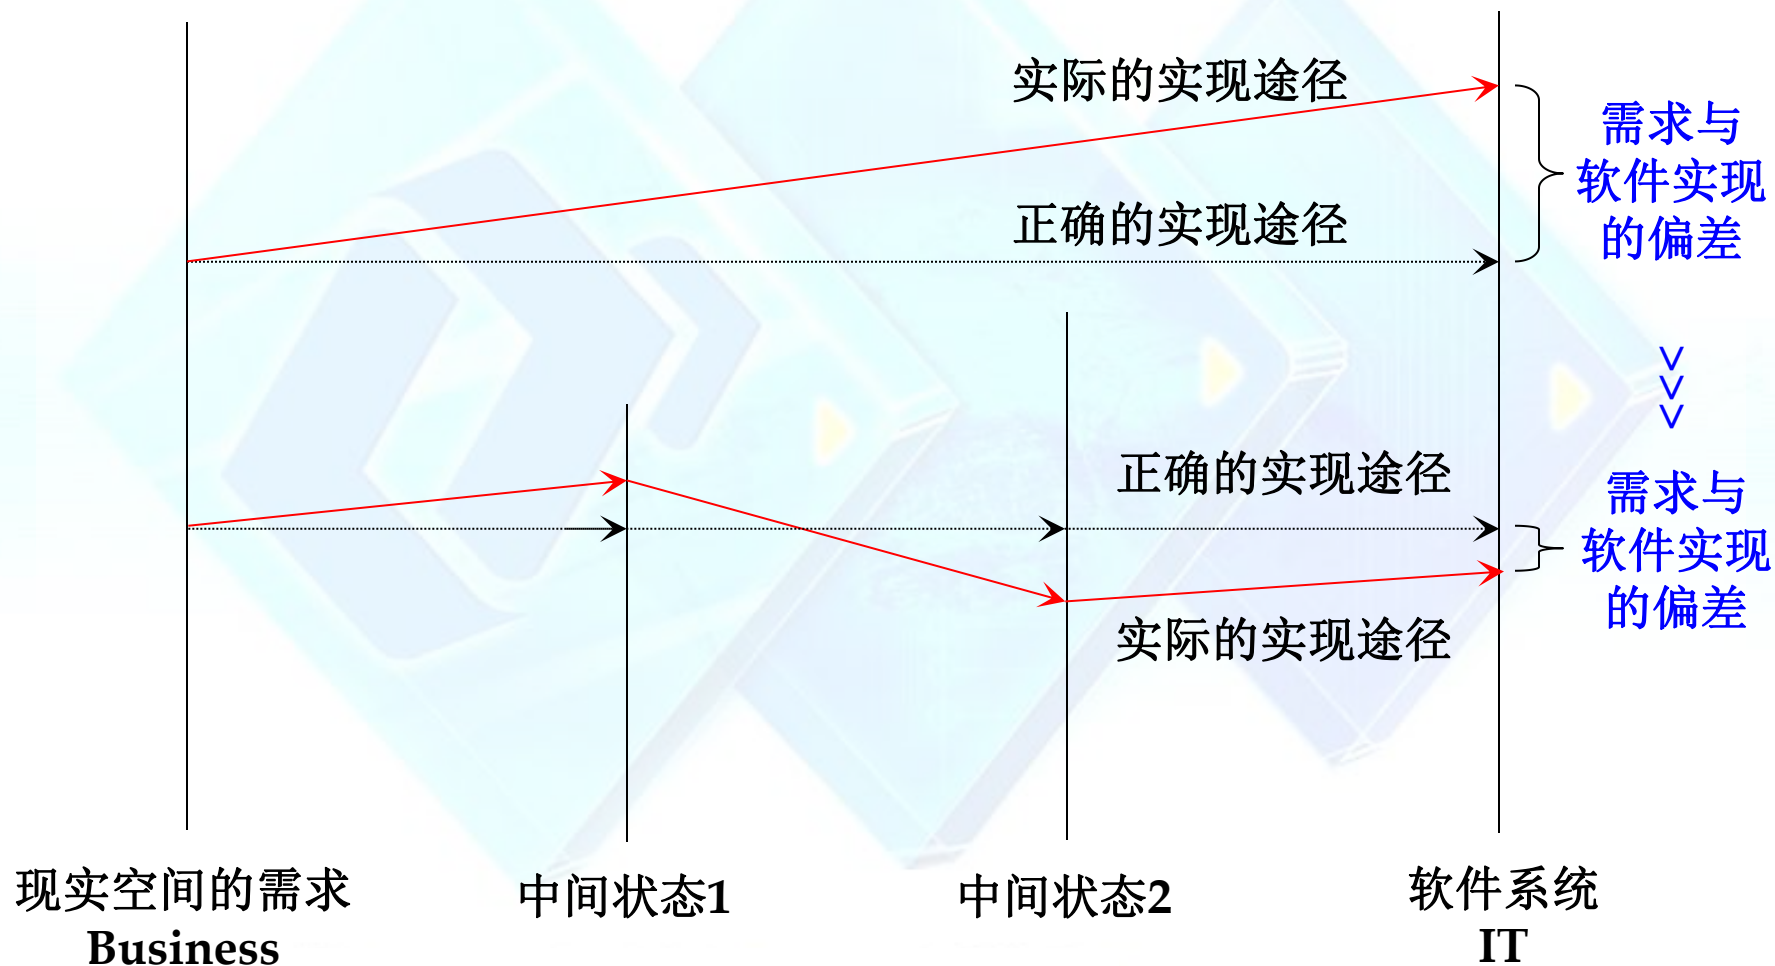 实际的实现途径
需求与
软件实现
的偏差
正确的实现途径
>>>
正确的实现途径
需求与
软件实现
的偏差
实际的实现途径
现实空间的需求
Business
中间状态1
中间状态2
软件系统
IT